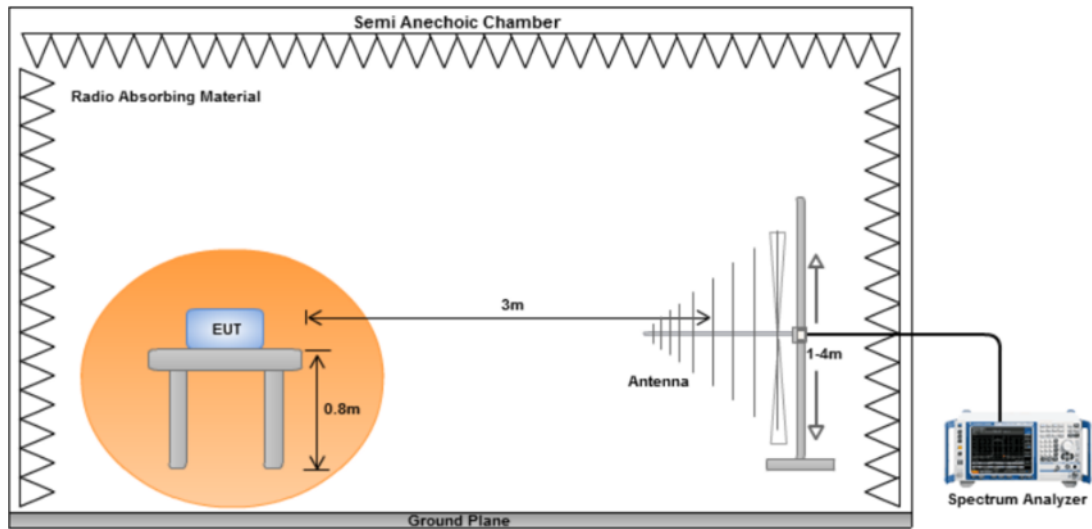 Semi Anechoic Chamber
Radio Absorbing Material
3m
EUT
1-4m
Antenna
0.8m
Spectrum Analyzer
Ground Plane